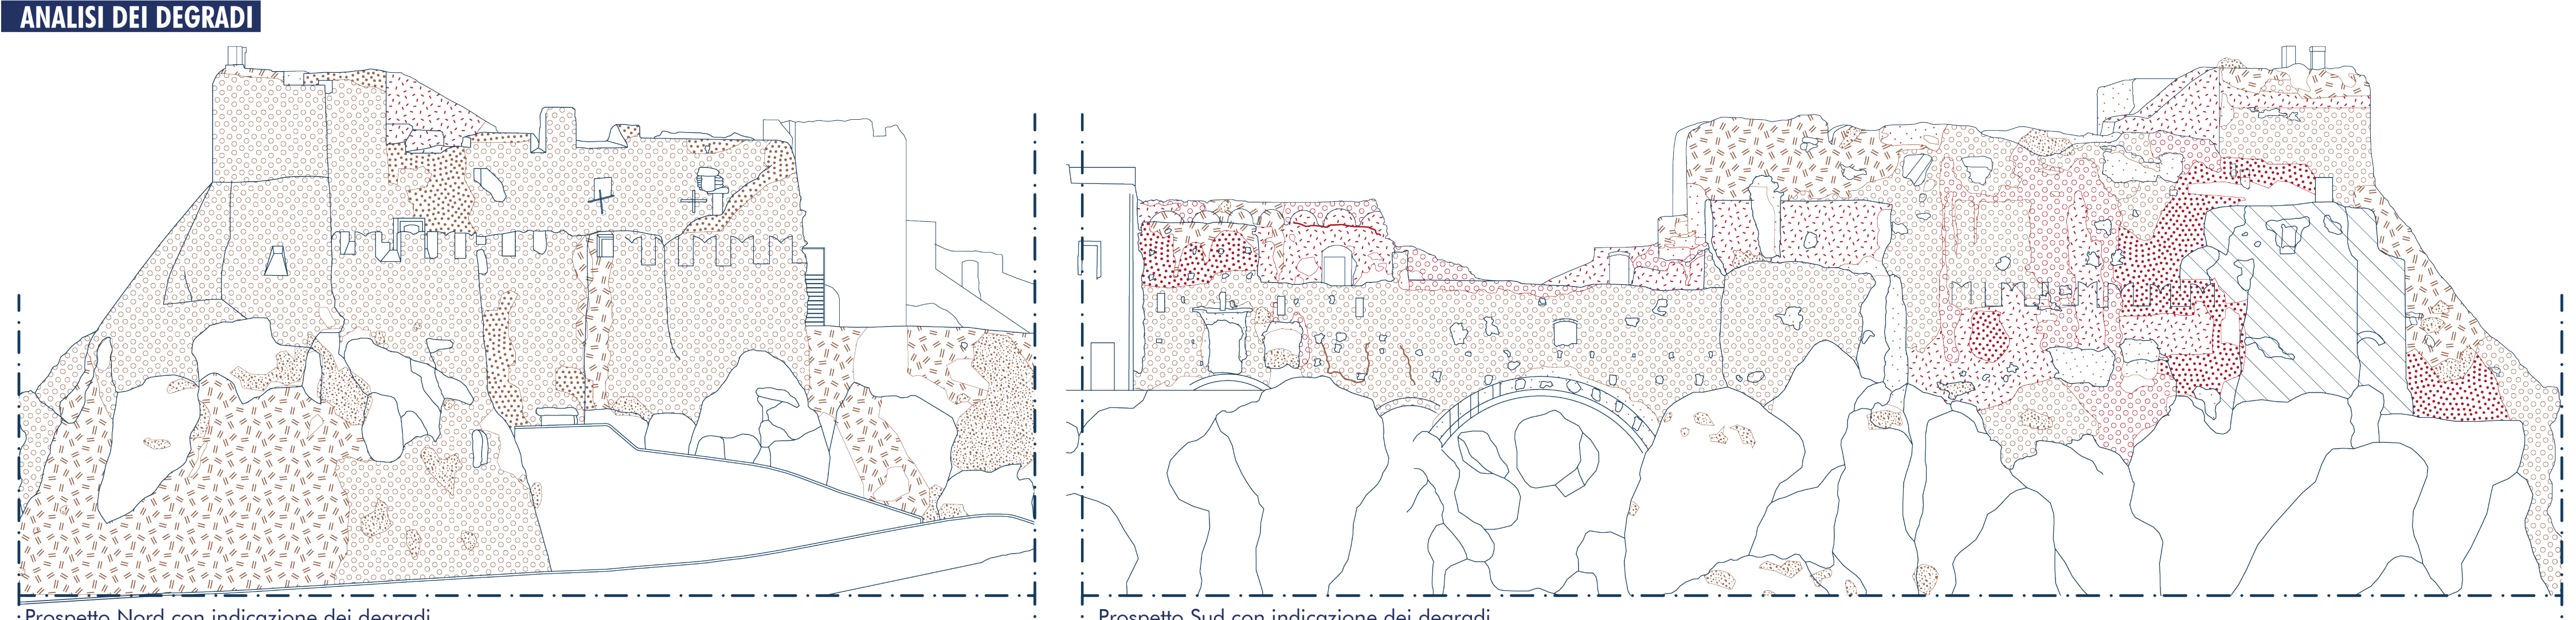 ANALISI DEI DEGRADI
Prospetto Nord con indicazione dei degradi
Prospetto Sud con indicazione dei degradi